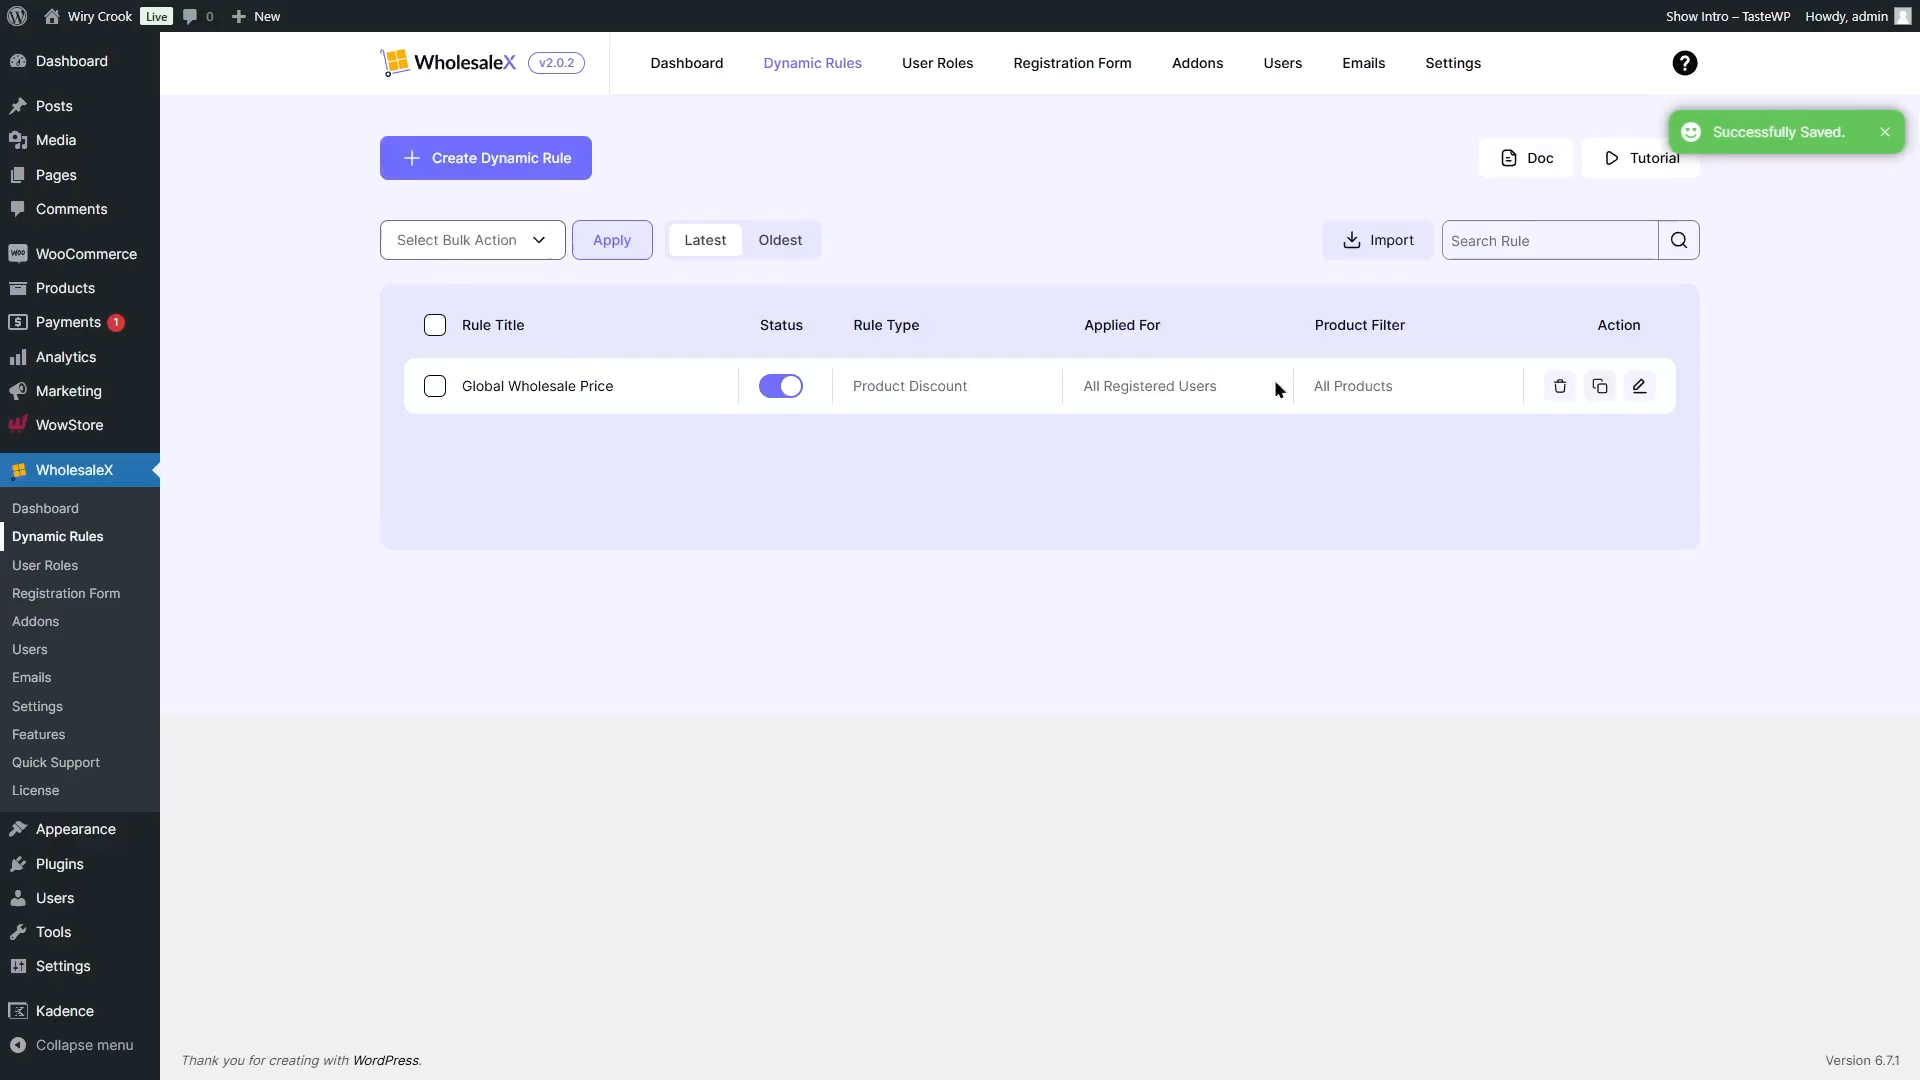 Wiry Crook Live 0 New Show Intro – TasteWP Howdy, admin
Dashboard
Posts
Media
Pages
Comments
WooCommerce
Products
Payments 1
Analytics
Marketing
WowStore
WholesaleX
Dashboard
Dynamic Rules
User Roles
Registration Form
Addons
Users
Emails
Settings
Features
Quick Support
License
Appearance
Plugins
Users
Tools
Settings
Kadence
Collapse menu
WholesaleX v2.0.2 Dashboard Dynamic Rules User Roles Registration Form Addons Users Emails Settings ?
Successfully Saved.
Create Dynamic Rule Doc Tutorial
Select Bulk Action Apply Latest Oldest Import Search Rule
Rule Title Status Rule Type Applied For Product Filter Action
Global Wholesale Price Product Discount All Registered Users All Products
Thank you for creating with WordPress. Version 6.7.1